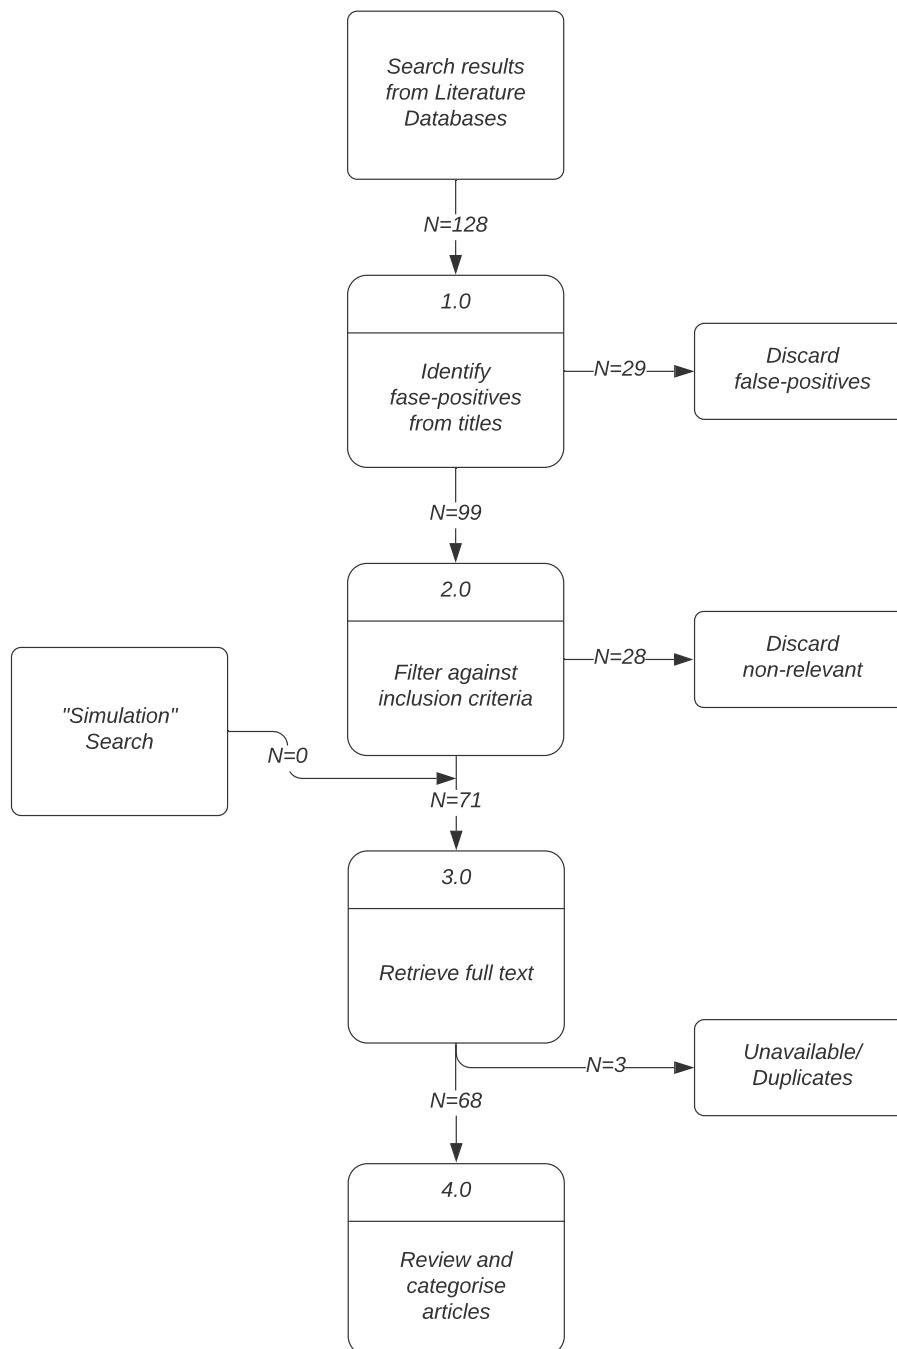 Search results
from Literature
Databases
N=128
1.0
Identify
fase-positives
from titles
N=29
Discard
false-positives
N=99
2.0
Filter against
inclusion criteria
N=28
Discard
non-relevant
"Simulation"
Search
N=0
N=71
3.0
Retrieve full text
N=3
Unavailable/
Duplicates
N=68
4.0
Review and
categorise
articles